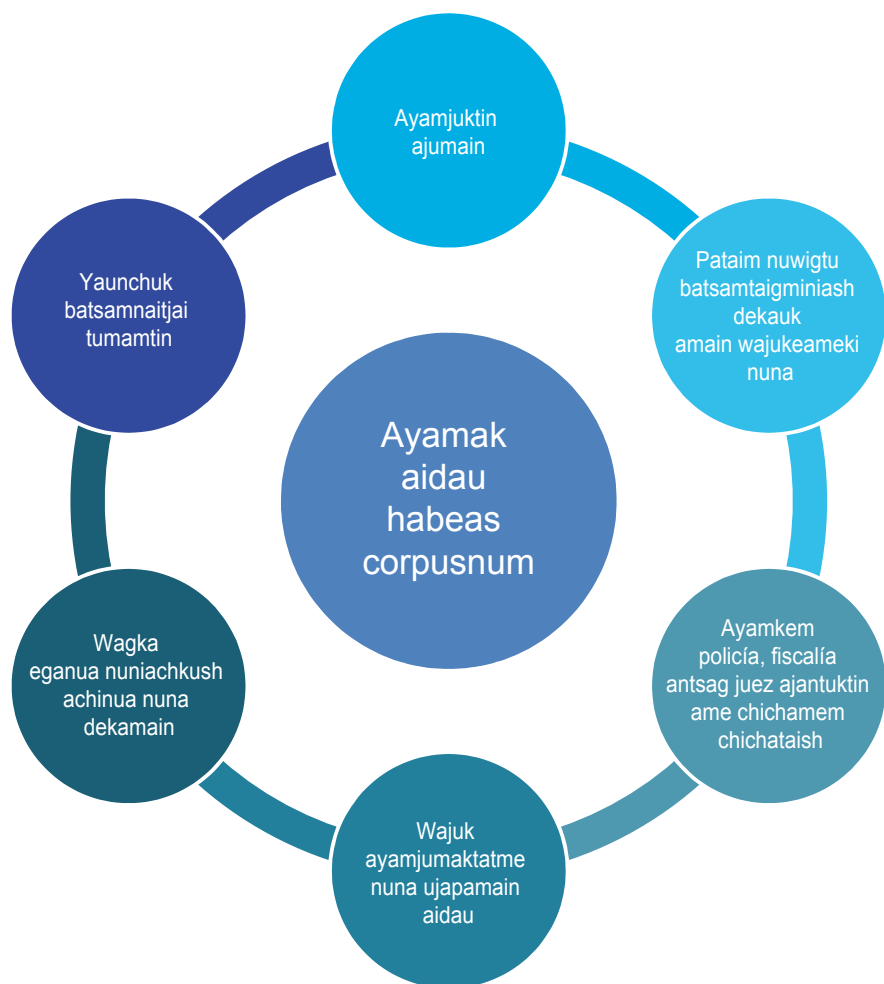 Ayamjuktin
ajumain
Pataim nuwigtu
batsamtaigminiash
dekauk
amain wajukeameki
nuna
Ayamkem
policía, fiscalía
antsag juez ajantuktin
ame chichamem
chichataish
Wajuk
ayamjumaktatme
nuna ujapamain
aidau
Wagka
eganua nuniachkush
achinua nuna
dekamain
Yaunchuk
batsamnaitjai
tumamtin
Ayamak
aidau
habeas
corpusnum